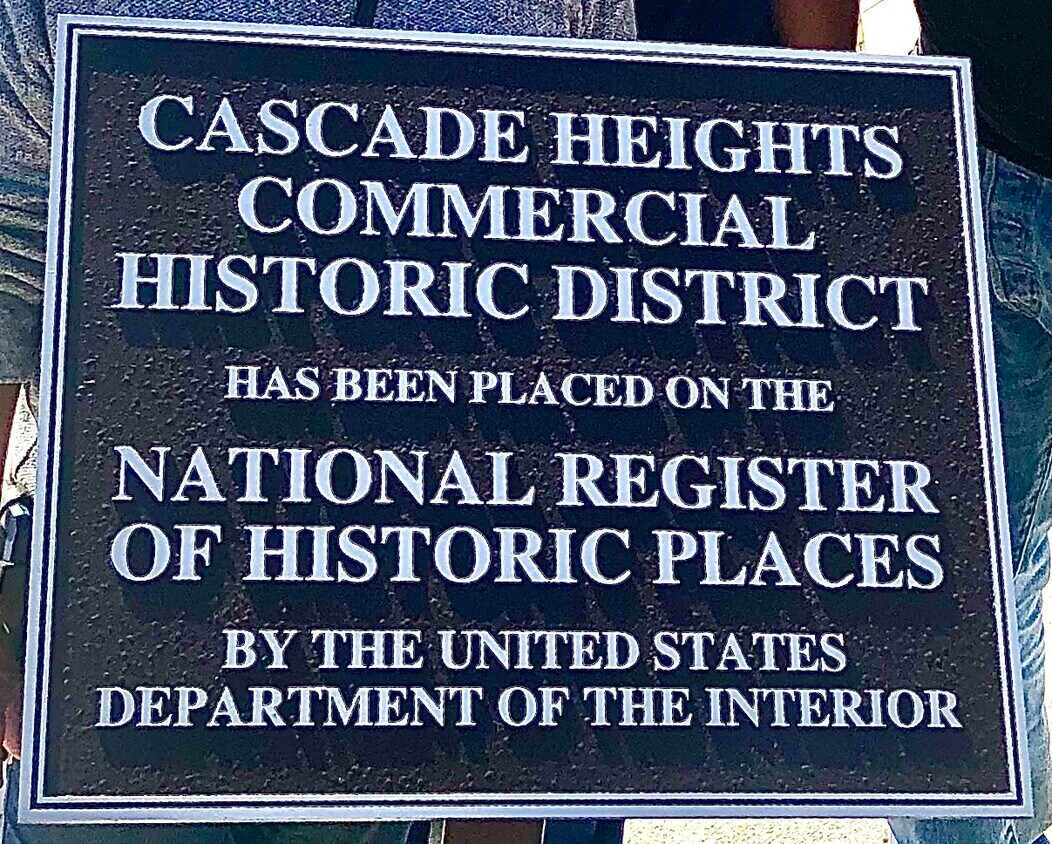 CASCADE HEIGHTS
COMMERCIAL
HISTORIC DISTRICT
HAS BEEN PLACED ON THE
NATIONAL REGISTER
OF HISTORIC PLACES
BY THE UNITED STATES
DEPARTMENT OF THE INTERIOR